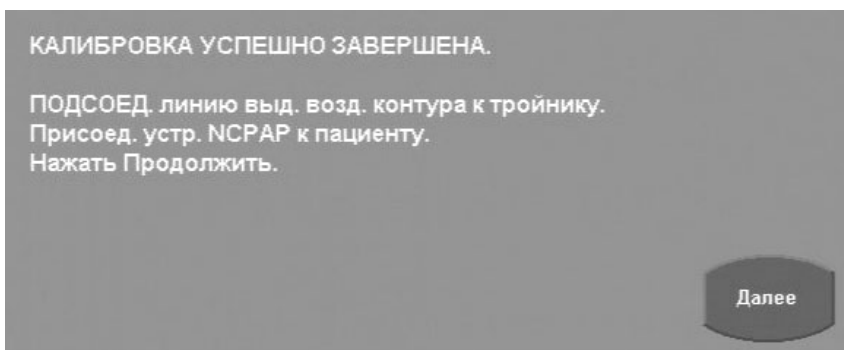 КАЛИБРОВКА УСПЕШНО ЗАВЕРШЕНА.
ПОДСОЕД. линию выд. возд. контура к тройнику.
Присоед. устр. NCPAP к пациенту.
Нажать Продолжить.
Далее